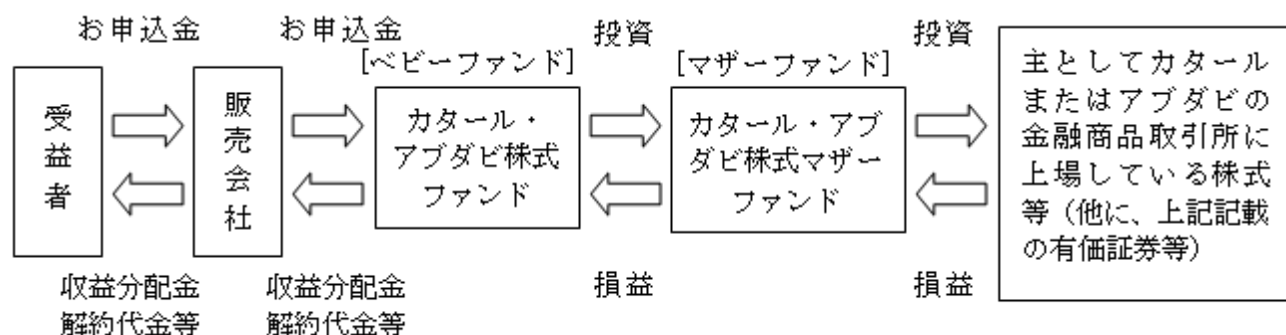 お申込金
お申込金
投資
投資
[ベビーファンド]
[マザーファンド]
受益者
販売会社
カタール・
アブダビ株式
ファンド
カタール・アブ
ダビ株式マザー
ファンド
主としてカタール
またはアブダビの
金融商品取引所に
上場している株式
等（他に、上記記載
の有価証券等）
収益分配金
解約代金等
収益分配金
解約代金等
損益
損益